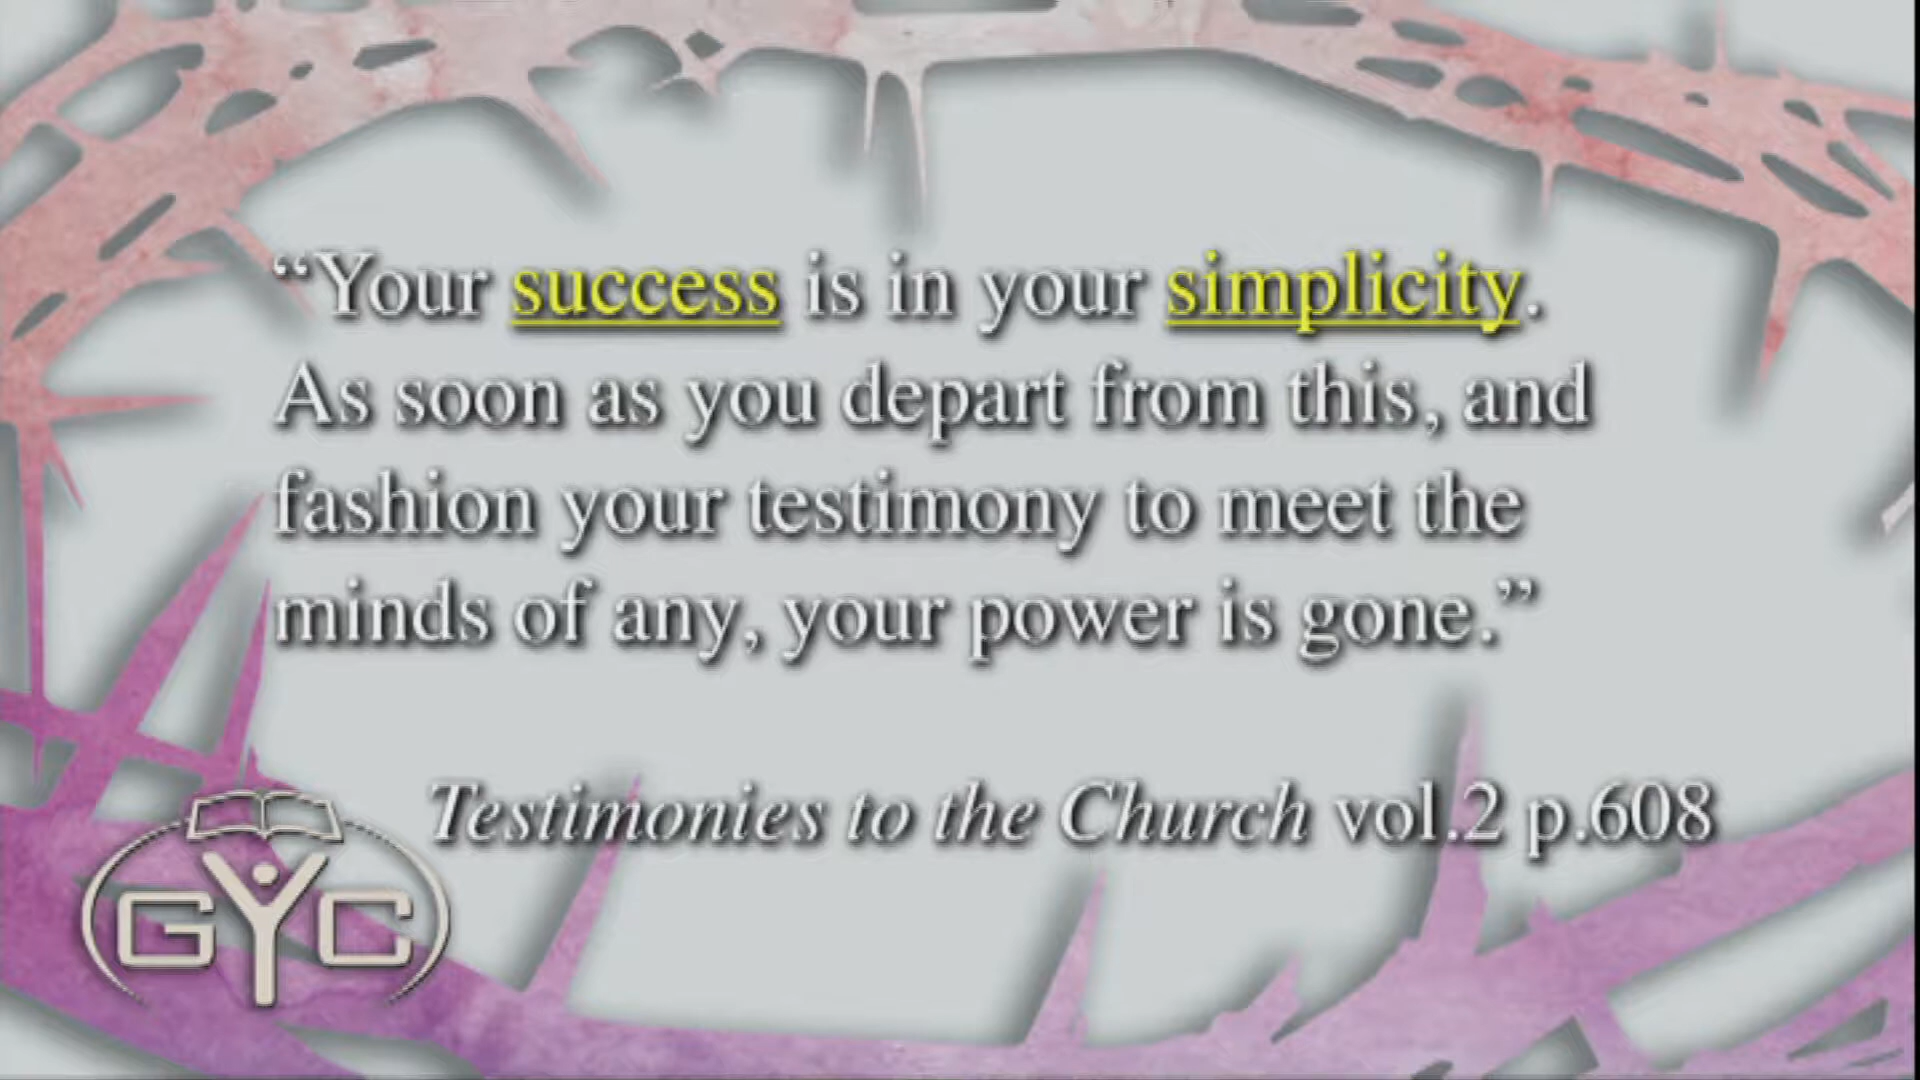 “Your success is in your simplicity.
As soon as you depart from this, and
fashion your testimony to meet the
minds of any, your power is gone.”
Testimonies to the Church vol.2 p.608
GYC